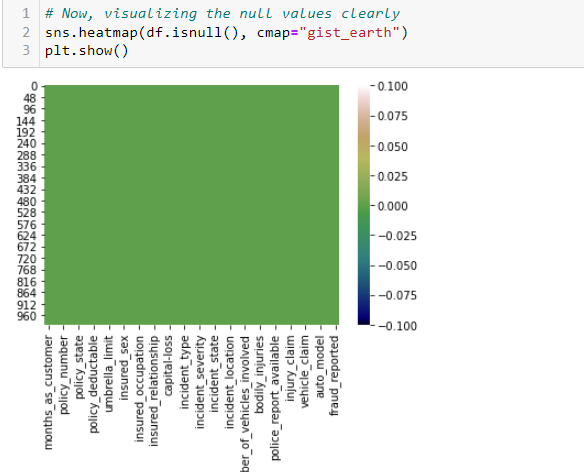 1 # Now, visualizing the null values clearly
2 sns.heatmap(df.isnull(), cmap="gist_earth")
3 plt.show()
0
48
96
144
192
240
288
336
384
432
480
528
576
624
672
720
768
816
864
912
960
0.100
0.075
0.050
0.025
0.000
−0.025
−0.050
−0.075
−0.100
months_as_customer
policy_number
policy_state
policy_deductable
umbrella_limit
insured_sex
insured_occupation
insured_relationship
capital-loss
incident_type
incident_severity
incident_state
incident_location
ber_of_vehicles_involved
bodily_injuries
police_report_available
injury_claim
vehicle_claim
auto_model
fraud_reported